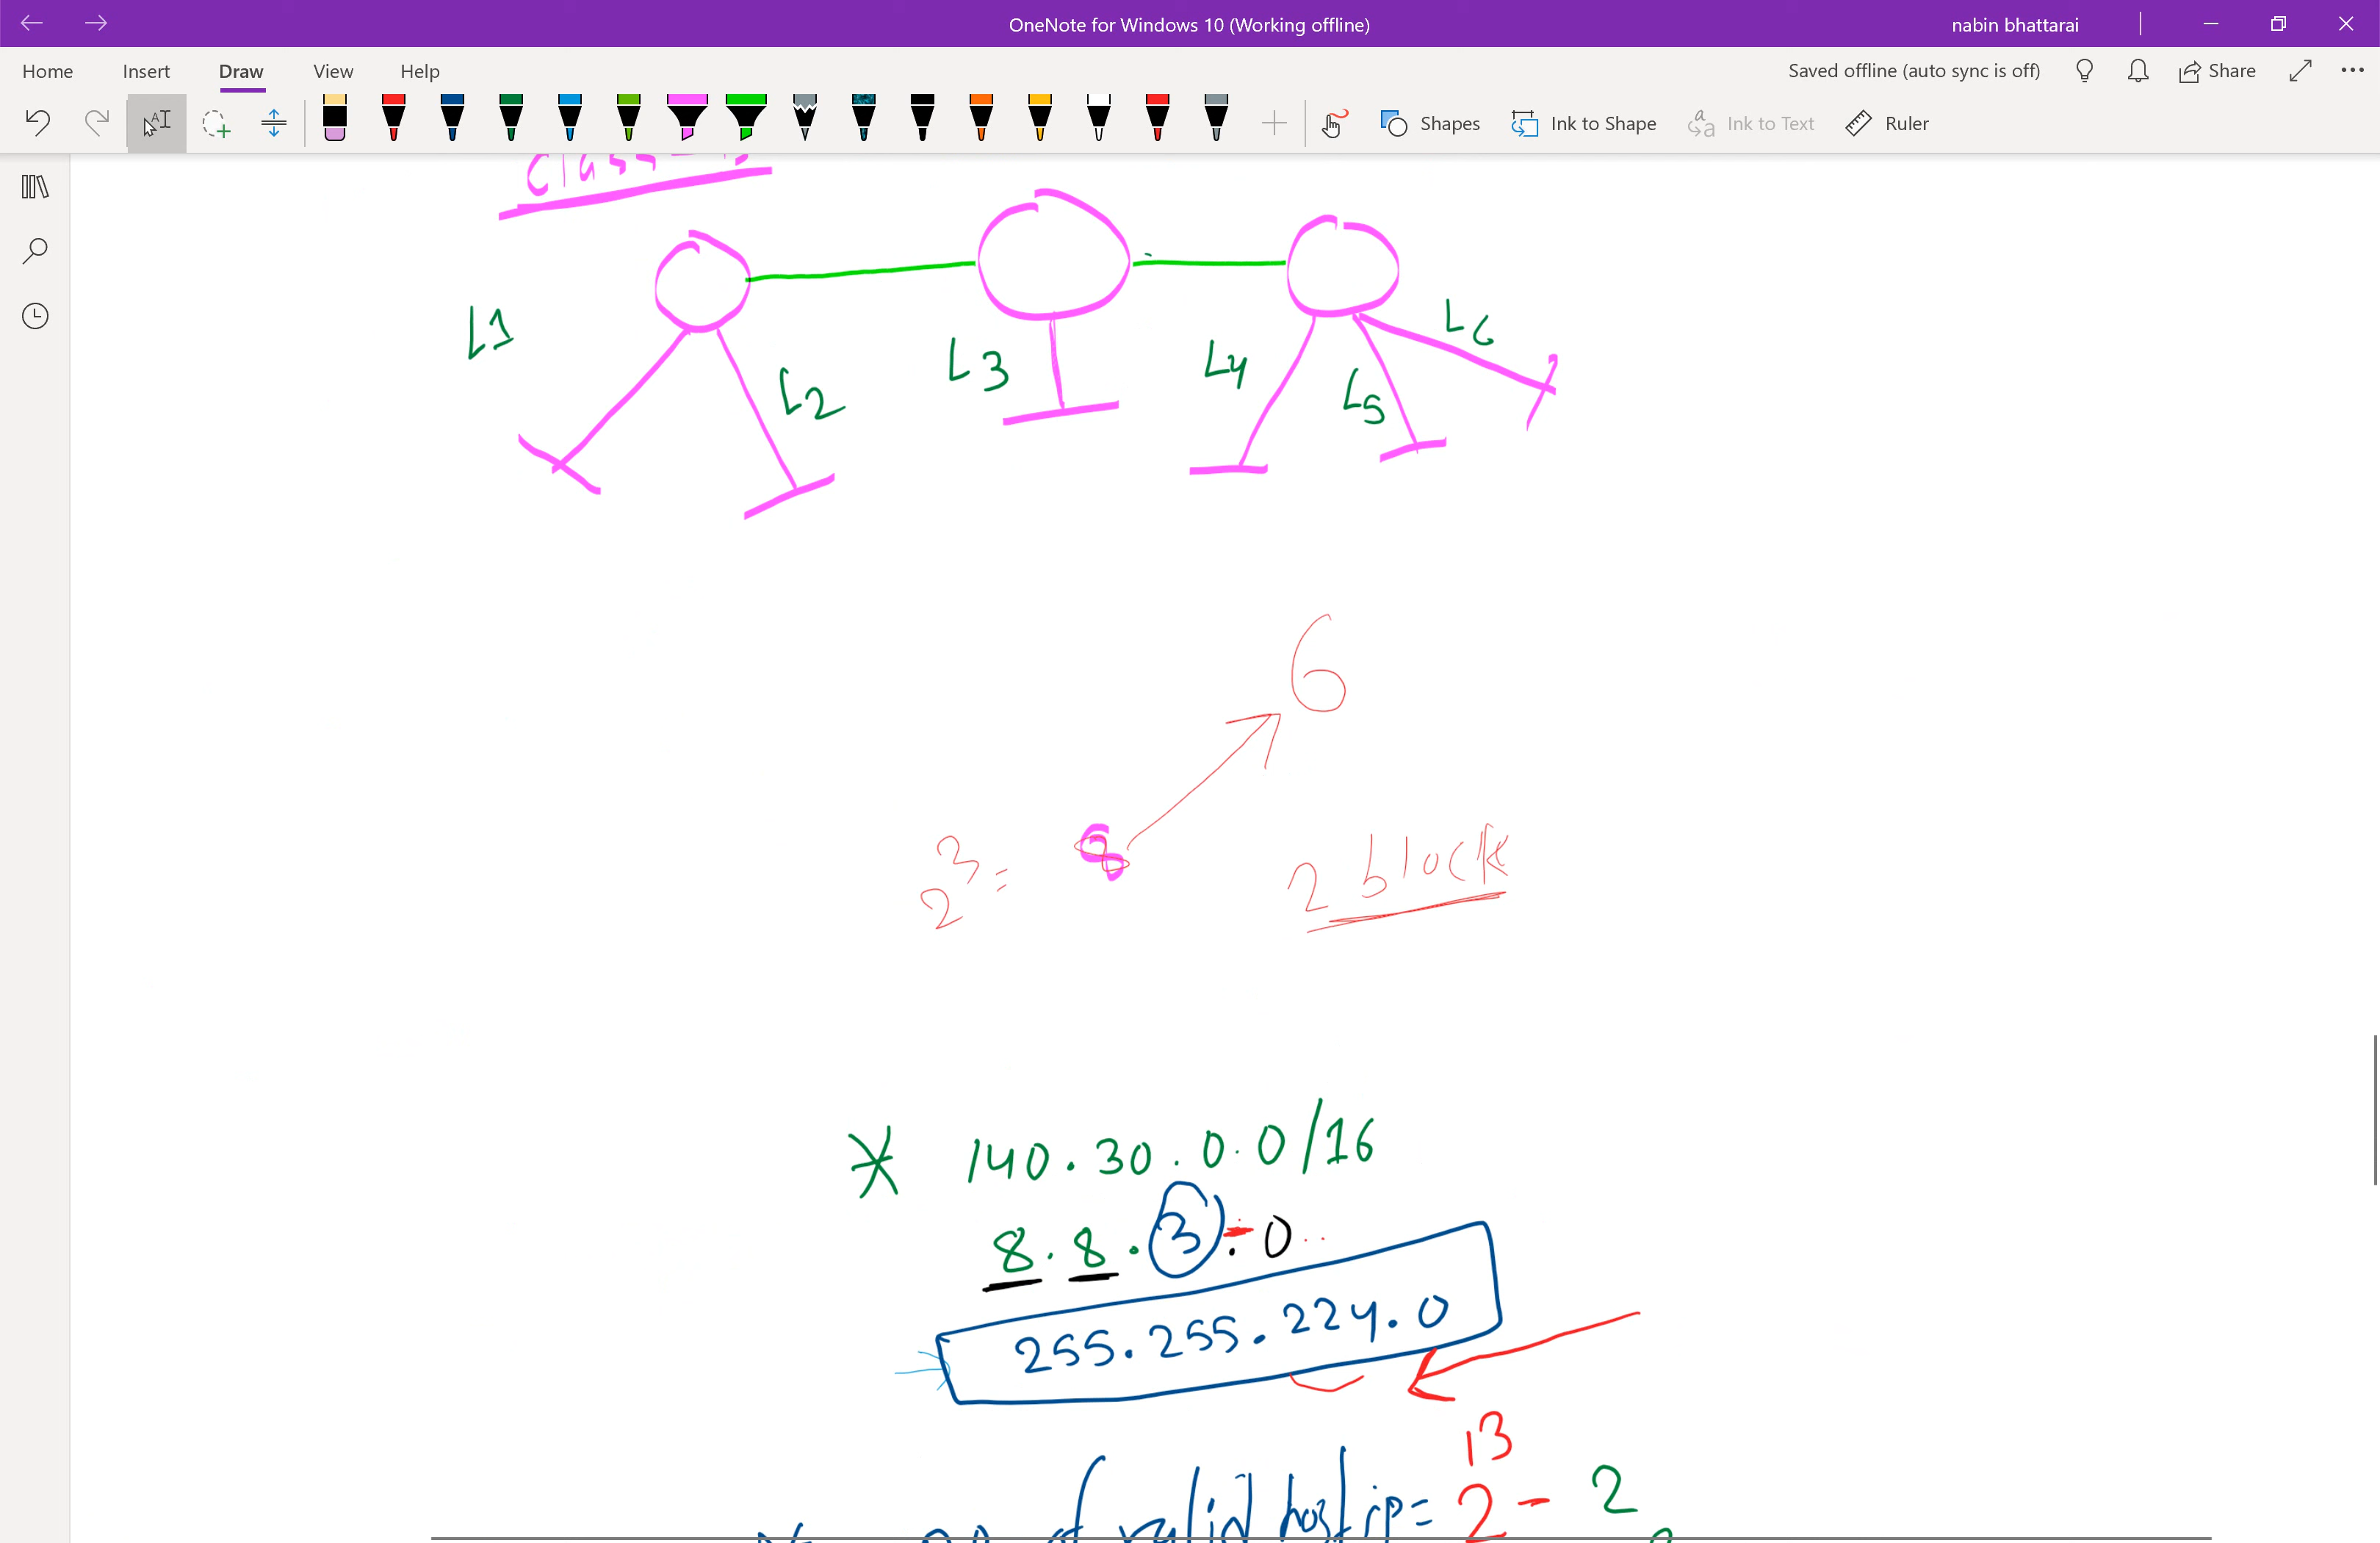 OneNote for Windows 10 (Working offline)
nabin bhattarai
Home Insert Draw View Help
Saved offline (auto sync is off)
Share
Shapes Ink to Shape Ink to Text Ruler
L1
L2
L3
L4
L5
L6
6
2³ = 8
2 block
* 140.30.0.0/16
8.8.3.0
255.255.224.0
of valid host ip = 2¹³ - 2